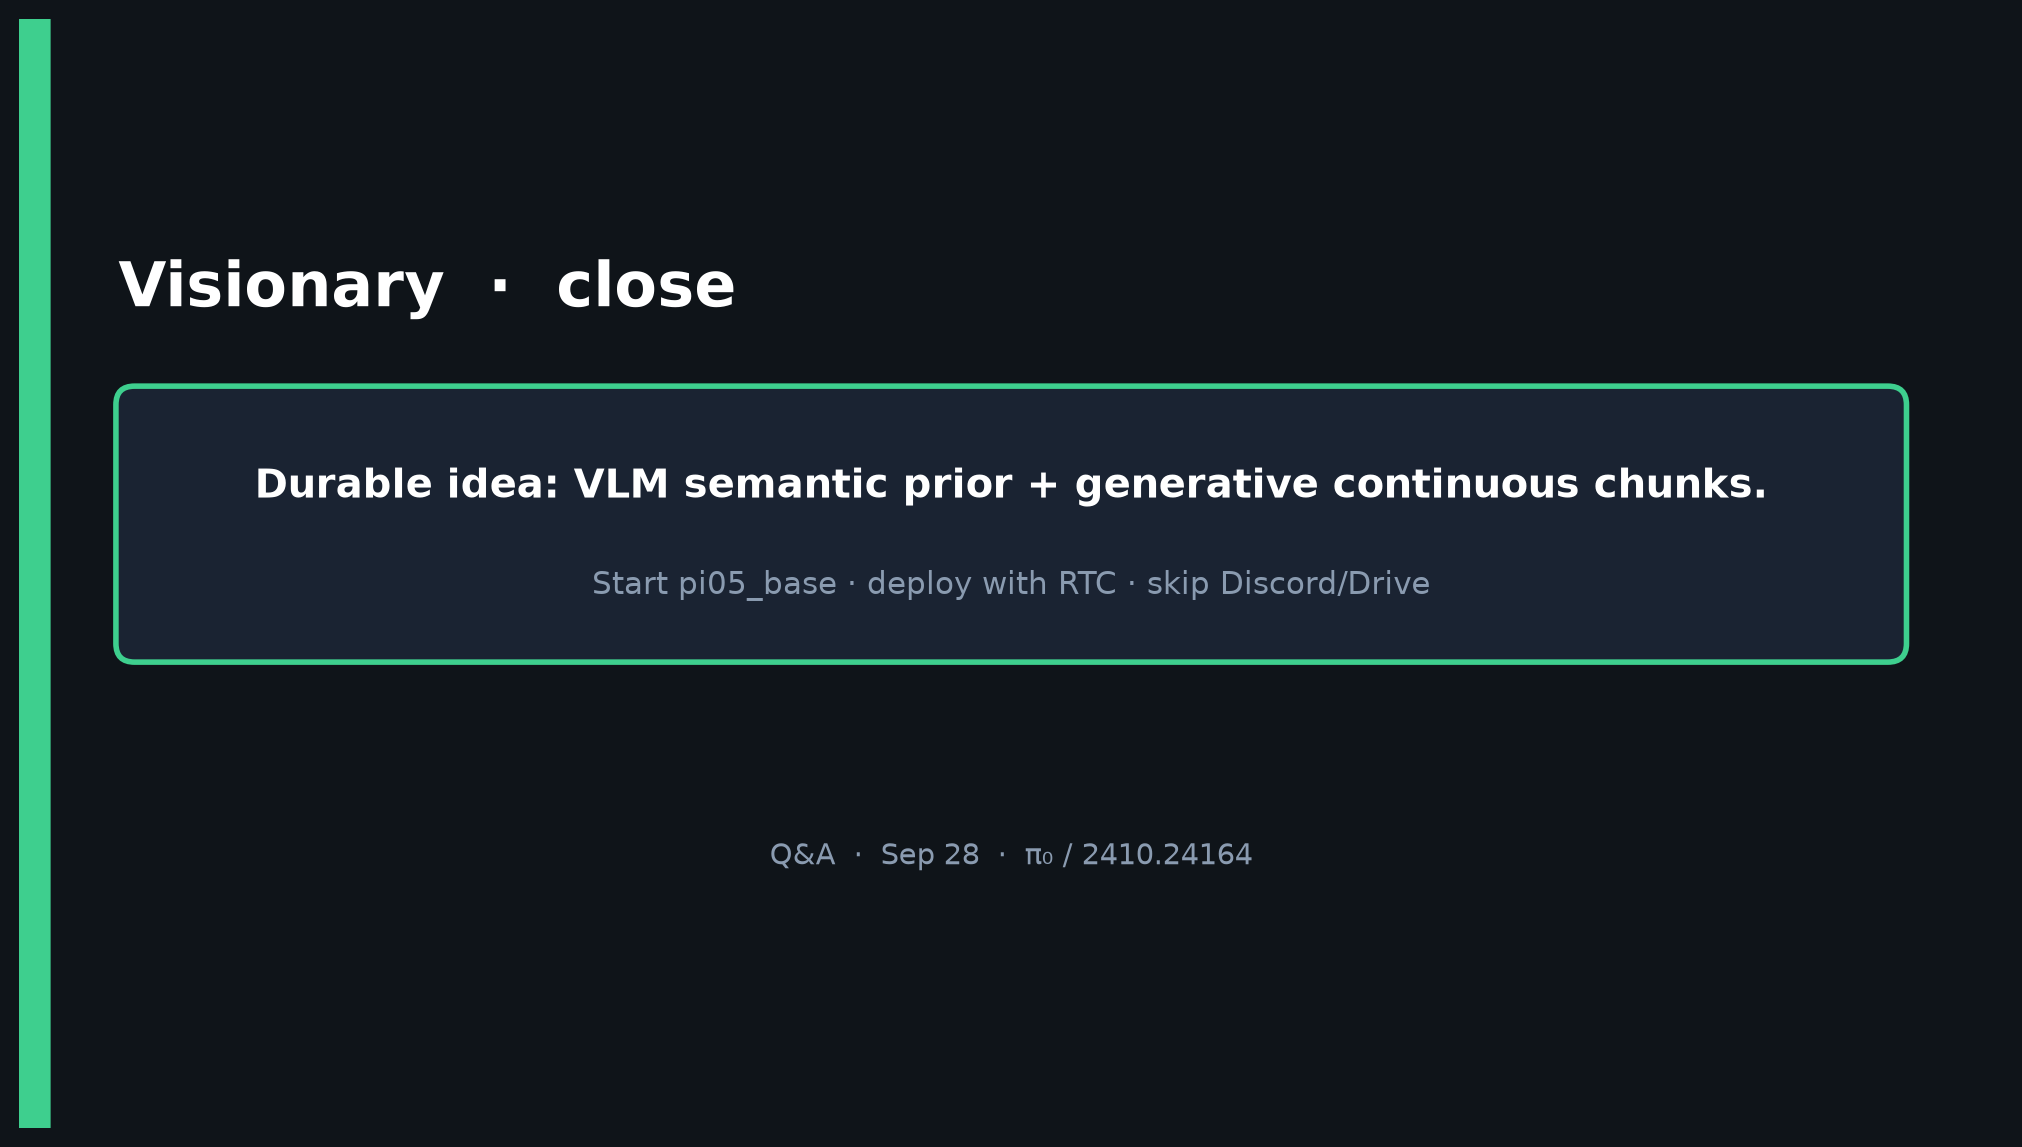 Visionary · close
Durable idea: VLM semantic prior + generative continuous chunks.
Start pi05_base · deploy with RTC · skip Discord/Drive
Q&A · Sep 28 · π₀ / 2410.24164